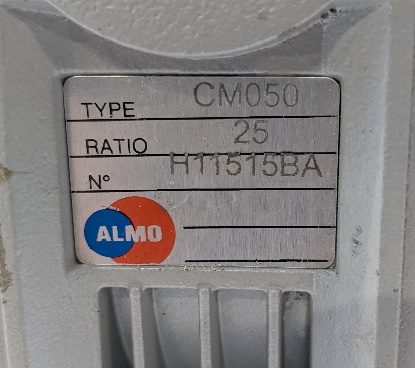 TYPE CM050
RATIO 25
N° H11515BA
ALMO